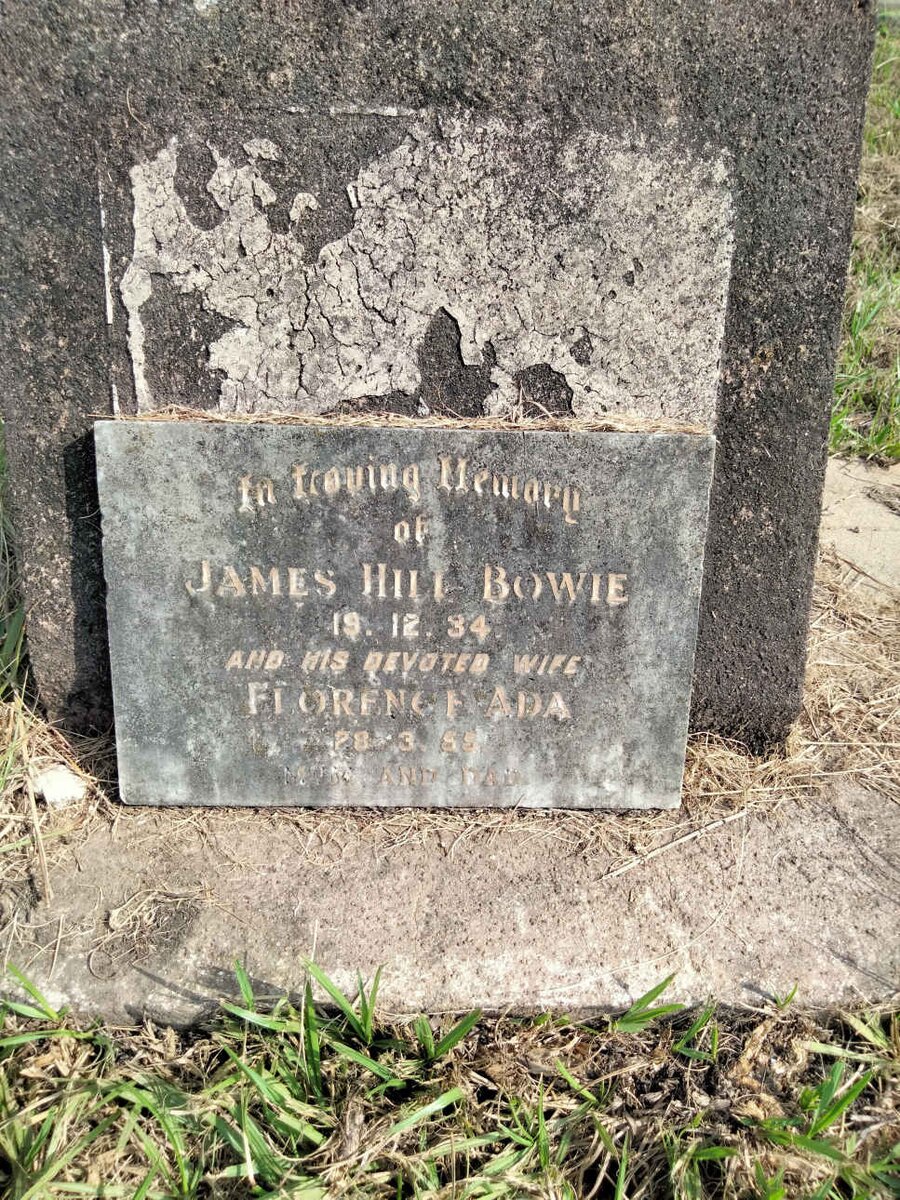 In Loving Memory
of
JAMES HILL BOWIE
19. 12. 34.
AND HIS DEVOTED WIFE
FLORENCE ADA
28. 3. 55.
MUM AND DAD